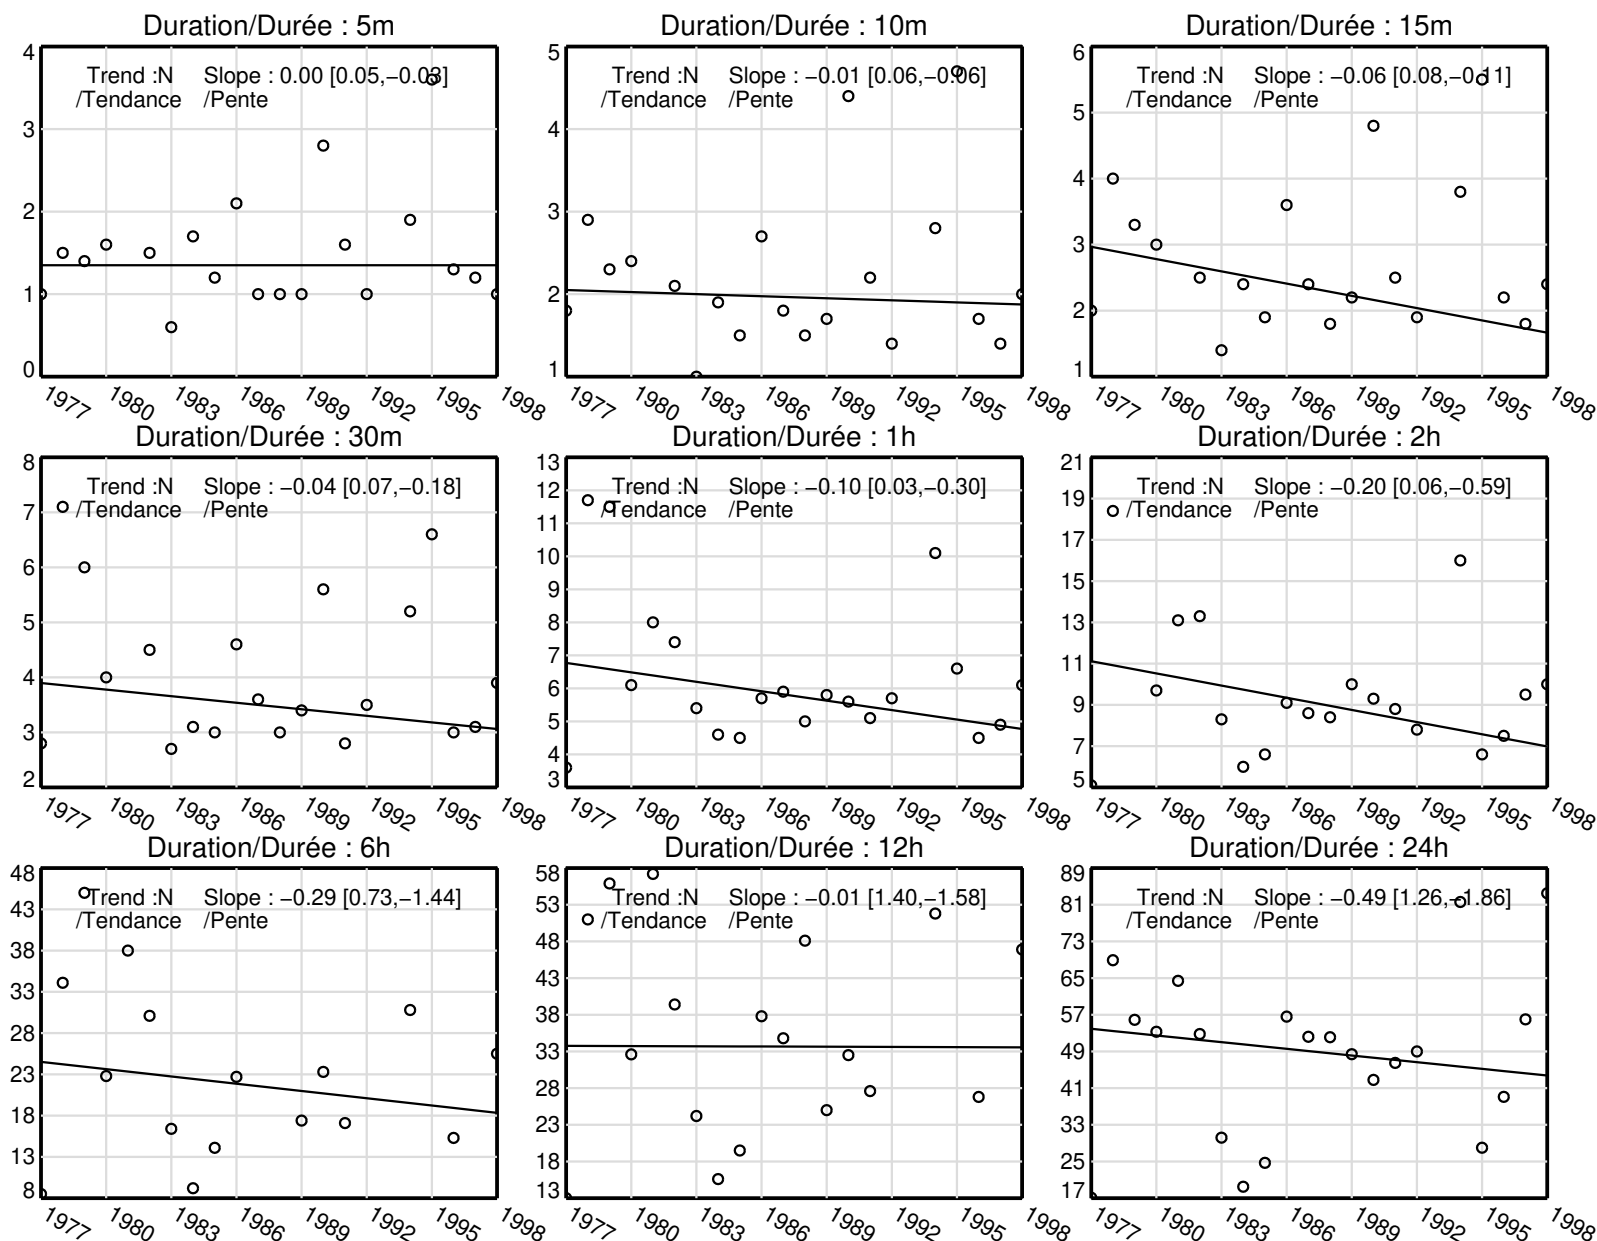 Duration/Durée : 5m
4
3
2
1
0
Trend :N Slope : 0.00 [0.05,−0.03]
/Tendance /Pente
1977 1980 1983 1986 1989 1992 1995 1998
Duration/Durée : 10m
5
4
3
2
1
Trend :N Slope : −0.01 [0.06,−0.06]
/Tendance /Pente
1977 1980 1983 1986 1989 1992 1995 1998
Duration/Durée : 15m
6
5
4
3
2
1
Trend :N Slope : −0.06 [0.08,−0.11]
/Tendance /Pente
1977 1980 1983 1986 1989 1992 1995 1998
Duration/Durée : 30m
8
7
6
5
4
3
2
Trend :N Slope : −0.04 [0.07,−0.18]
/Tendance /Pente
1977 1980 1983 1986 1989 1992 1995 1998
Duration/Durée : 1h
13
12
11
10
9
8
7
6
5
4
3
Trend :N Slope : −0.10 [0.03,−0.30]
/Tendance /Pente
1977 1980 1983 1986 1989 1992 1995 1998
Duration/Durée : 2h
21
19
17
15
13
11
9
7
5
Trend :N Slope : −0.20 [0.06,−0.59]
/Tendance /Pente
1977 1980 1983 1986 1989 1992 1995 1998
Duration/Durée : 6h
48
43
38
33
28
23
18
13
8
Trend :N Slope : −0.29 [0.73,−1.44]
/Tendance /Pente
1977 1980 1983 1986 1989 1992 1995 1998
Duration/Durée : 12h
58
53
48
43
38
33
28
23
18
13
Trend :N Slope : −0.01 [1.40,−1.58]
/Tendance /Pente
1977 1980 1983 1986 1989 1992 1995 1998
Duration/Durée : 24h
89
81
73
65
57
49
41
33
25
17
Trend :N Slope : −0.49 [1.26,−1.86]
/Tendance /Pente
1977 1980 1983 1986 1989 1992 1995 1998